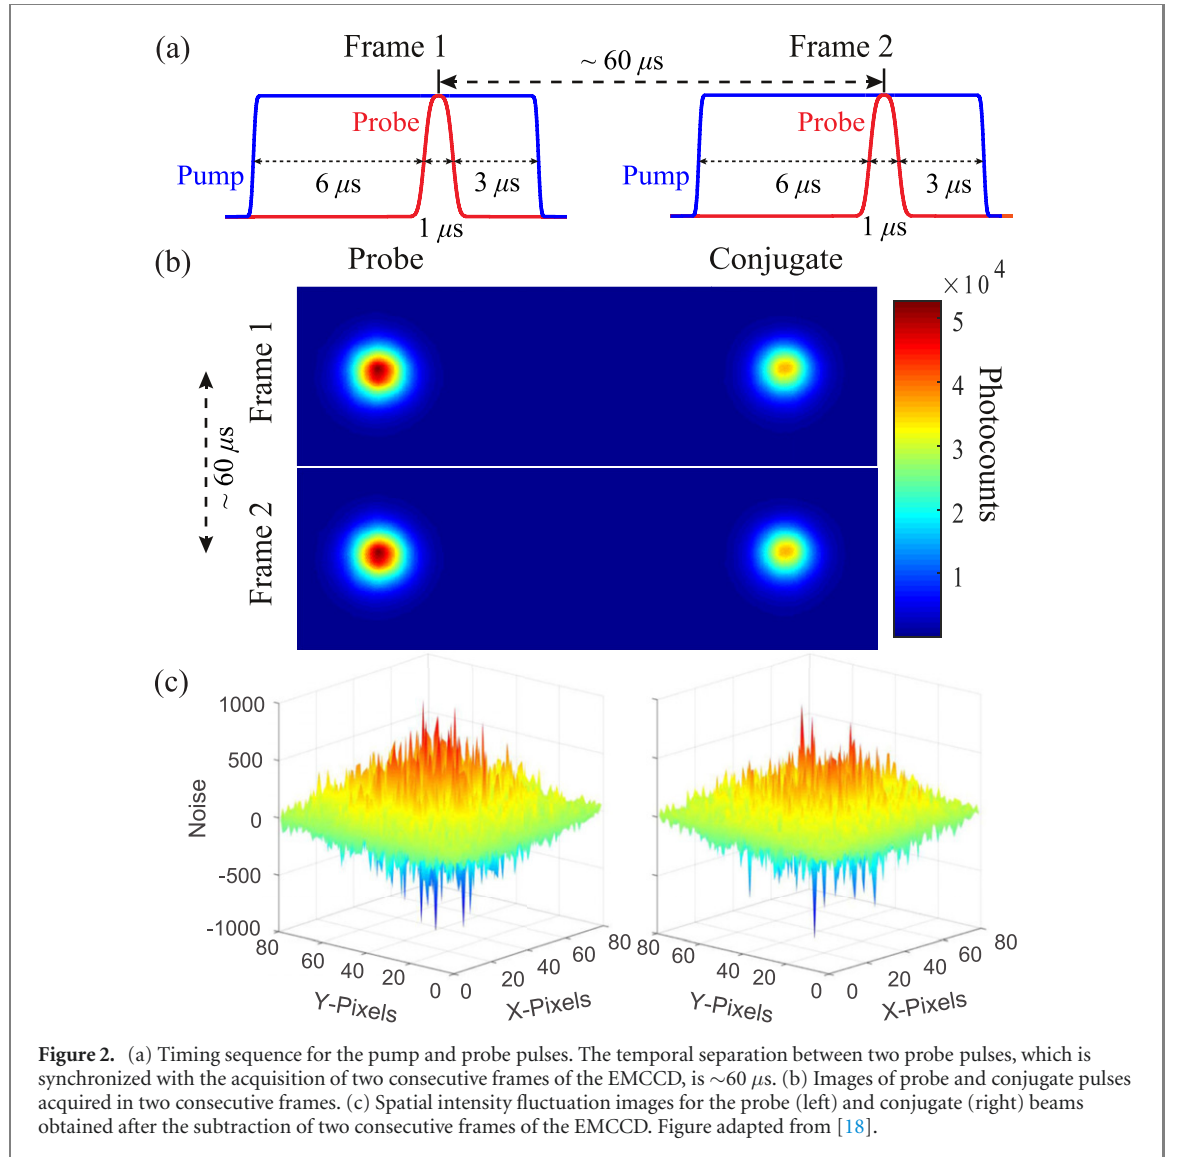 (a)
Frame 1
Frame 2
~ 60 μs
Probe
Probe
Pump
6 μs
3 μs
Pump
6 μs
3 μs
1 μs
1 μs
(b)
Probe
Conjugate
×10 4
Frame 1
Frame 2
~ 60 μs
5
4
3
2
1
Photocounts
(c)
1000
500
0
-500
-1000
Noise
80
60
40
20
0
Y-Pixels
0
20
40
60
80
X-Pixels
80
60
40
20
0
Y-Pixels
0
20
40
60
80
X-Pixels
Figure 2. (a) Timing sequence for the pump and probe pulses. The temporal separation between two probe pulses, which is
synchronized with the acquisition of two consecutive frames of the EMCCD, is ~60 μs. (b) Images of probe and conjugate pulses
acquired in two consecutive frames. (c) Spatial intensity fluctuation images for the probe (left) and conjugate (right) beams
obtained after the subtraction of two consecutive frames of the EMCCD. Figure adapted from [18].